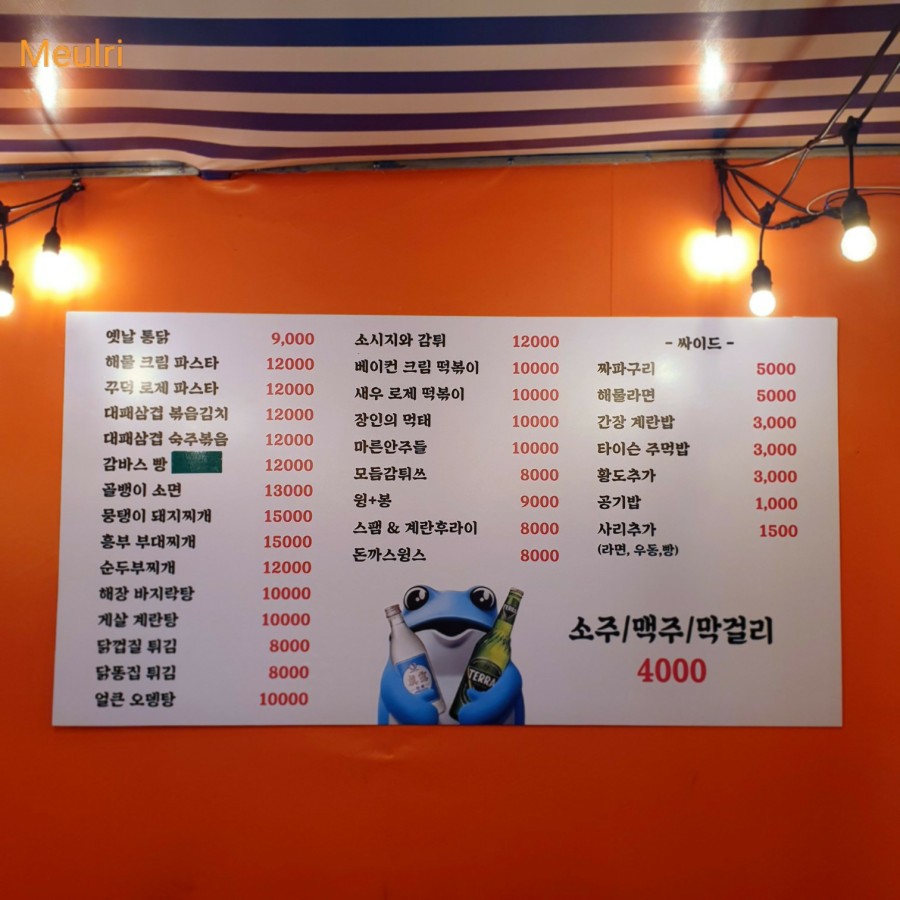 Meulri
옛날 통닭 9,000
해물 크림 파스타 12000
꾸덕 로제 파스타 12000
대패삼겹 볶음김치 12000
대패삼겹 숙주볶음 12000
감바스 빵 12000
골뱅이 소면 13000
뭉탱이 돼지찌개 15000
흥부 부대찌개 15000
순두부찌개 12000
해장 바지락탕 10000
게살 계란탕 10000
닭껍질 튀김 8000
닭똥집 튀김 8000
얼큰 오뎅탕 10000
소시지와 감튀 12000
베이컨 크림 떡볶이 10000
새우 로제 떡볶이 10000
장인의 먹태 10000
마른안주들 10000
모듬감튀쓰 8000
윙+봉 9000
스팸 & 계란후라이 8000
돈까스윙스 8000
- 싸이드 -
짜파구리 5000
해물라면 5000
간장 계란밥 3,000
타이슨 주먹밥 3,000
황도추가 3,000
공기밥 1,000
사리추가 1500
(라면, 우동,빵)
소주/맥주/막걸리
4000
TERRA
TERRA